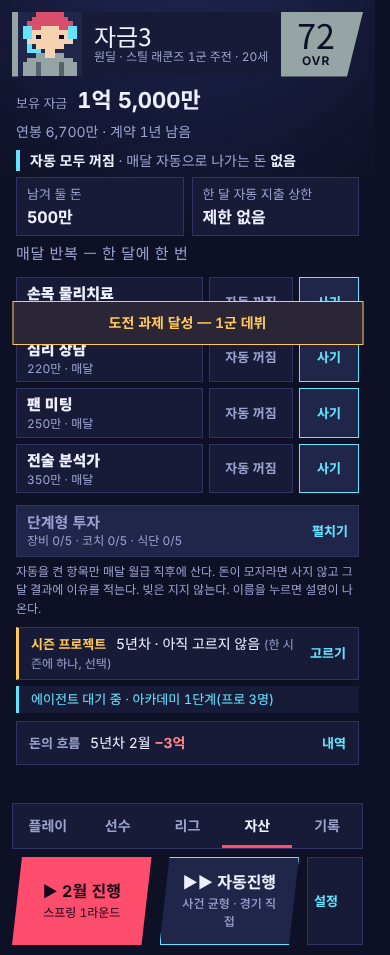 자금3
원딜 · 스틸 래쿤즈 1군 주전 · 20세
72
OVR
보유 자금 1억 5,000만
연봉 6,700만 · 계약 1년 남음
자동 모두 꺼짐 · 매달 자동으로 나가는 돈 없음
남겨 둘 돈
500만
한 달 자동 지출 상한
제한 없음
매달 반복 — 한 달에 한 번
손목 물리치료
도전 과제 달성 — 1군 데뷔
심리 상담
220만 · 매달
자동 꺼짐
사기
팬 미팅
250만 · 매달
자동 꺼짐
사기
전술 분석가
350만 · 매달
자동 꺼짐
사기
단계형 투자
장비 0/5 · 코치 0/5 · 식단 0/5
펼치기
자동을 켠 항목만 매달 월급 직후에 산다. 돈이 모자라면 사지 않고 그
달 결과에 이유를 적는다. 빚은 지지 않는다. 이름을 누르면 설명이 나
온다.
시즌 프로젝트 5년차 · 아직 고르지 않음 (한 시
즌에 하나, 선택)
고르기
에이전트 대기 중 · 아카데미 1단계(프로 3명)
돈의 흐름 5년차 2월 −3억
내역
플레이
선수
리그
자산
기록
▶ 2월 진행
스프링 1라운드
▶▶ 자동진행
사건 균형 · 경기 직
접
설정